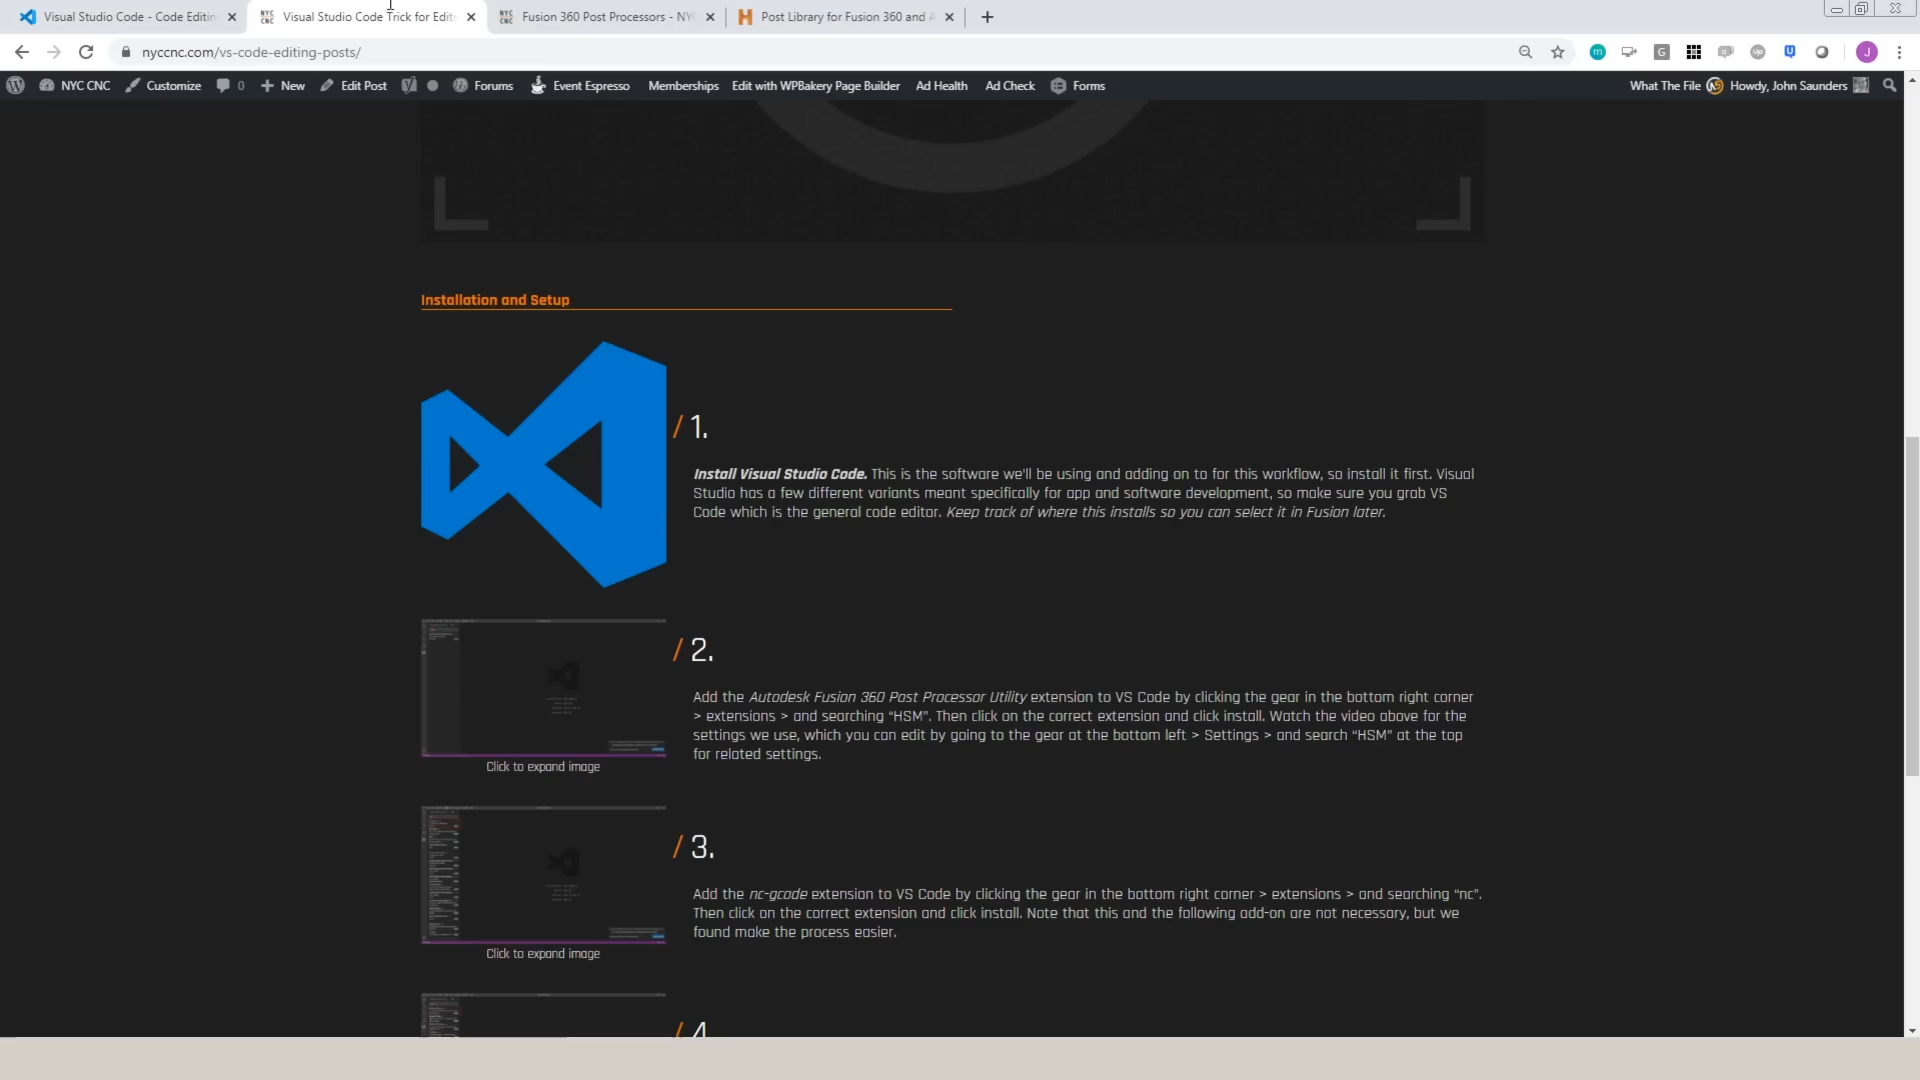 Visual Studio Code - Code Editin
Visual Studio Code Trick for Editi
NYC CNC
Fusion 360 Post Processors - NYC
Post Library for Fusion 360 and A
nyccnc.com/vs-code-editing-posts/
NYC CNC
Customize
0
New
Edit Post
Forums
Event Espresso
Memberships
Edit with WPBakery Page Builder
Ad Health
Ad Check
Forms
What The File
Howdy, John Saunders
Installation and Setup
/ 1.
Install Visual Studio Code. This is the software we'll be using and adding on to for this workflow, so install it first. Visual
Studio has a few different variants meant specifically for app and software development, so make sure you grab VS
Code which is the general code editor. Keep track of where this installs so you can select it in Fusion later.
/ 2.
Add the Autodesk Fusion 360 Post Processor Utility extension to VS Code by clicking the gear in the bottom right corner
> extensions > and searching “HSM”. Then click on the correct extension and click install. Watch the video above for the
settings we use, which you can edit by going to the gear at the bottom left > Settings > and search “HSM” at the top
for related settings.
Click to expand image
/ 3.
Add the nc-gcode extension to VS Code by clicking the gear in the bottom right corner > extensions > and searching “nc”.
Then click on the correct extension and click install. Note that this and the following add-on are not necessary, but we
found make the process easier.
Click to expand image
/ 4